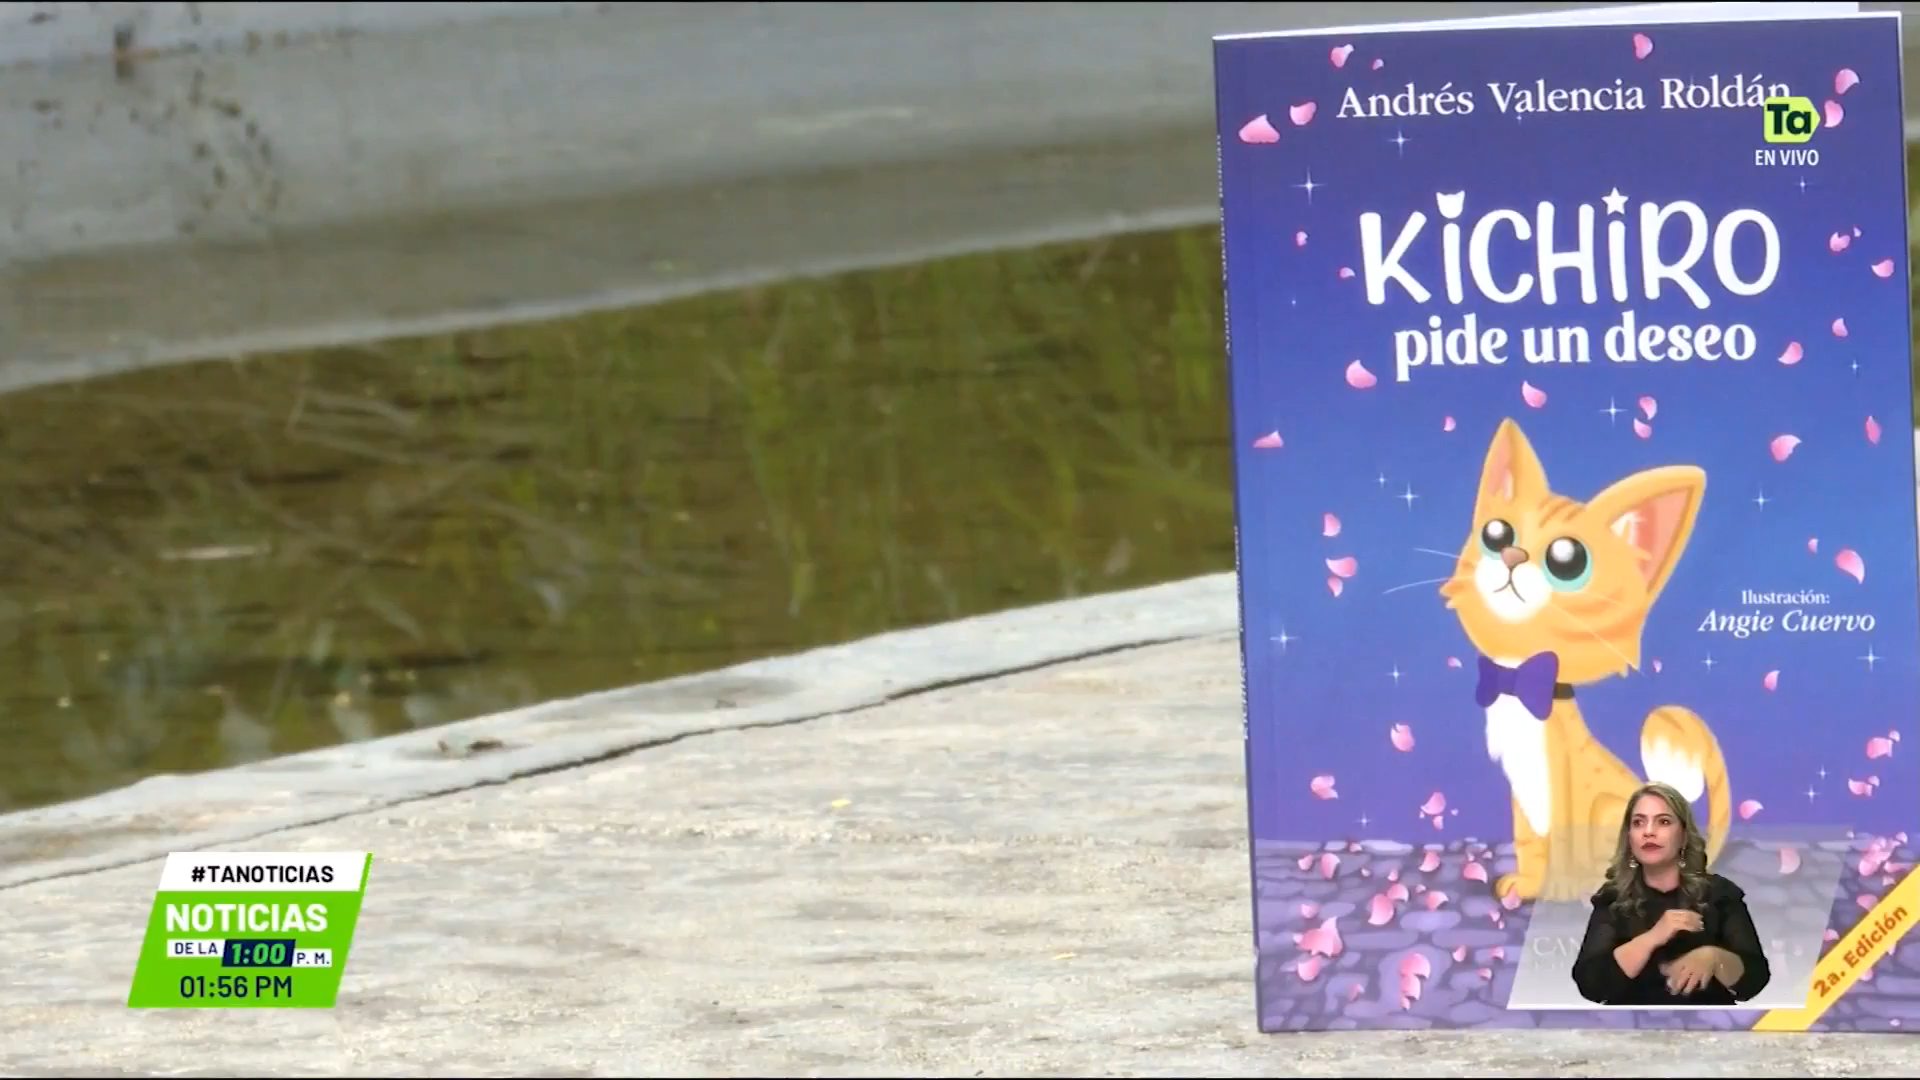 Andrés Valencia Roldán
Ta
EN VIVO
KiCHiRO
pide un deseo
Ilustración:
Angie Cuervo
2a. Edición
#TANOTICIAS
NOTICIAS
DE LA 1:00 P. M.
01:56 PM